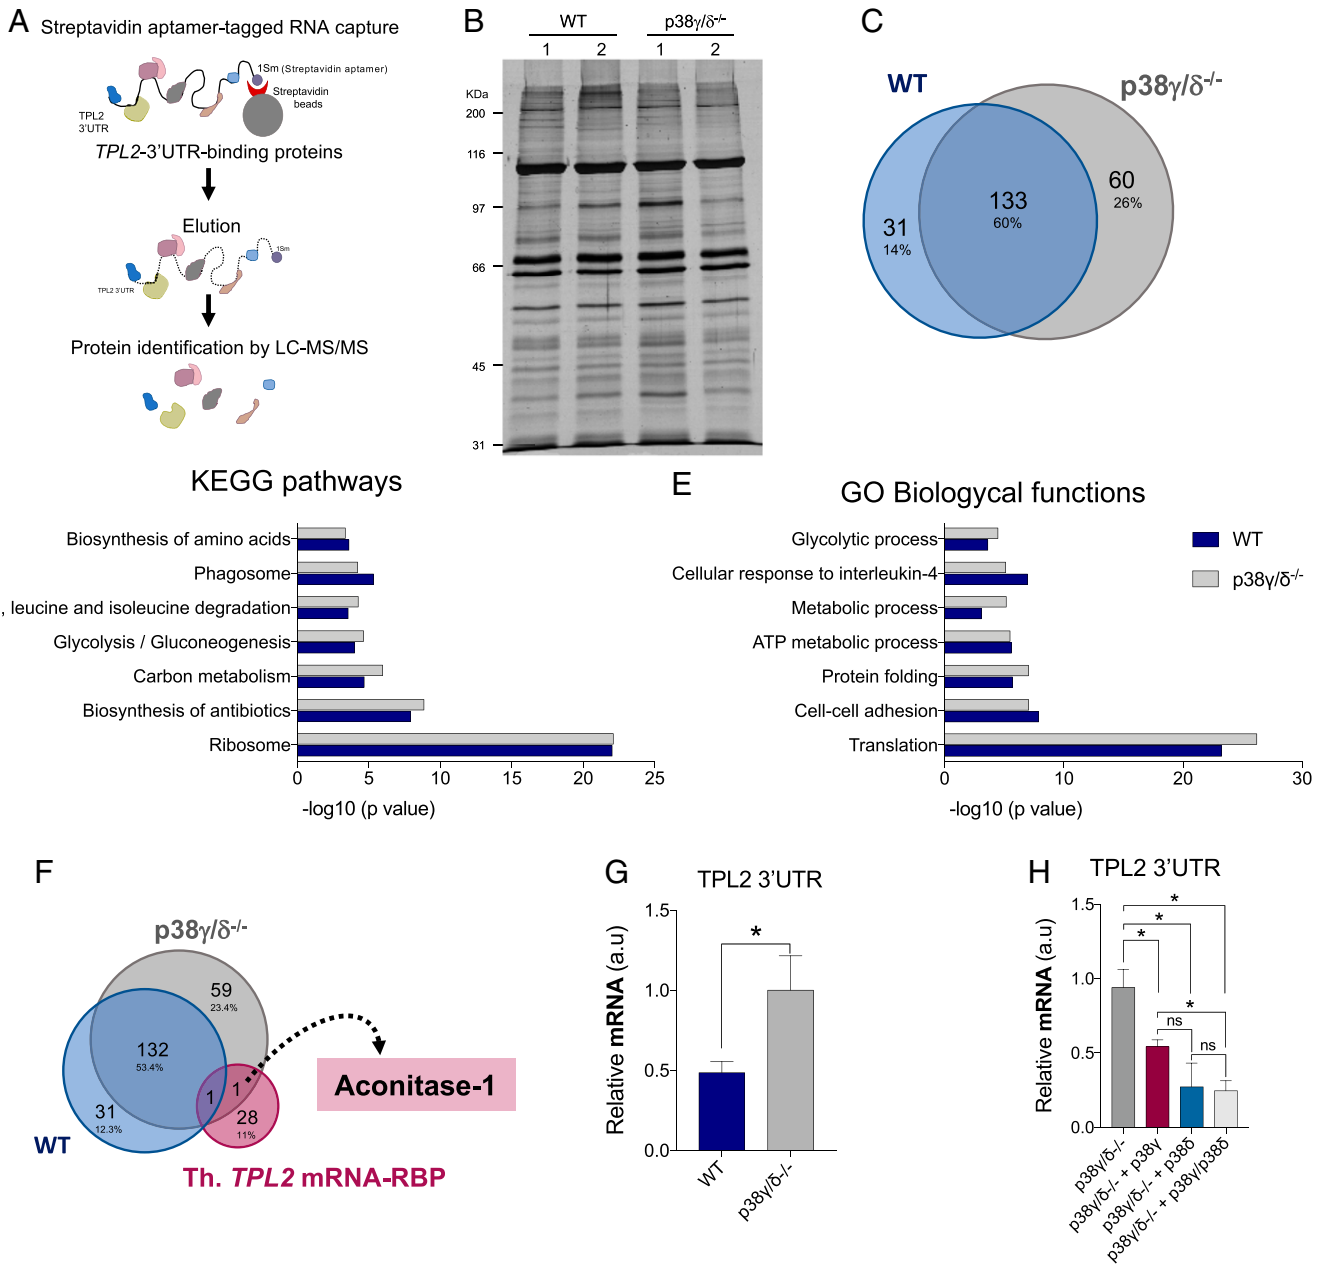 A
Streptavidin aptamer-tagged RNA capture
1Sm (Streptavidin aptamer)
Streptavidin
beads
TPL2
3'UTR
TPL2-3'UTR-binding proteins
Elution
1Sm
TPL2 3'UTR
Protein identification by LC-MS/MS
B
WT
p38γ/δ-/-
1
2
1
2
KDa
200
116
97
66
45
31
C
WT
p38γ/δ-/-
31
14%
133
60%
60
26%
KEGG pathways
Biosynthesis of amino acids
Phagosome
, leucine and isoleucine degradation
Glycolysis / Gluconeogenesis
Carbon metabolism
Biosynthesis of antibiotics
Ribosome
0
5
10
15
20
25
-log10 (p value)
E
GO Biologycal functions
Glycolytic process
Cellular response to interleukin-4
Metabolic process
ATP metabolic process
Protein folding
Cell-cell adhesion
Translation
0
10
20
30
-log10 (p value)
WT
p38γ/δ-/-
F
p38γ/δ-/-
59
23.4%
132
53.4%
1
1
31
12.3%
28
11%
WT
Th. TPL2 mRNA-RBP
Aconitase-1
G
TPL2 3'UTR
Relative mRNA (a.u)
1.5
1.0
0.5
0.0
*
WT
p38γ/δ-/-
H
TPL2 3'UTR
Relative mRNA (a.u)
1.5
1.0
0.5
0.0
*
*
*
*
ns
ns
p38γ/δ-/-
p38γ/δ-/- + p38γ
p38γ/δ-/- + p38δ
p38γ/δ-/- + p38γ/p38δ